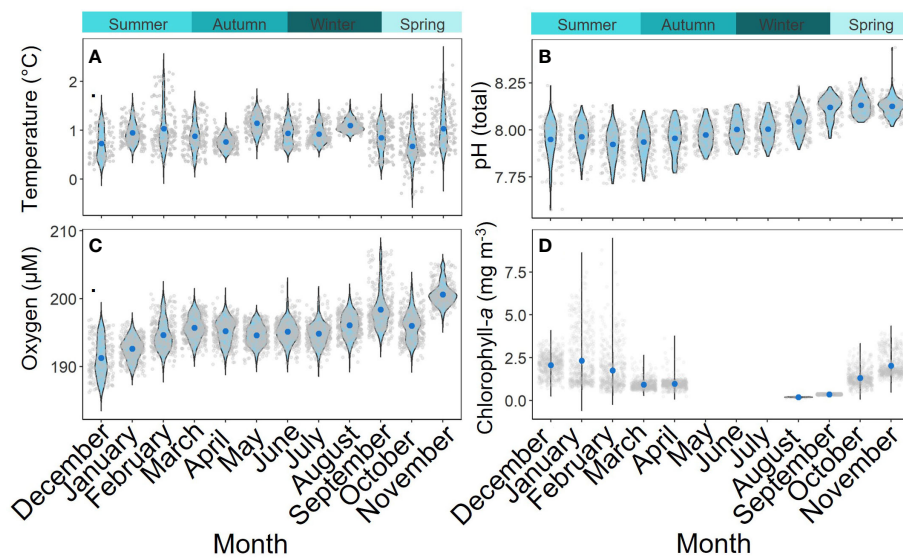 Summer Autumn Winter Spring
Summer Autumn Winter Spring
A
Temperature (°C)
2
1
0
B
pH (total)
8.25
8.00
7.75
C
Oxygen (µM)
210
200
190
D
Chlorophyll-a (mg m-3)
7.5
5.0
2.5
0.0
December January February March April May June July August September October November
December January February March April May June July August September October November
Month
Month